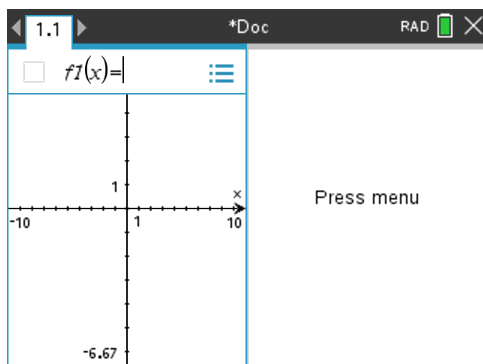 1.1 *Doc RAD
f1(x)=
1
x
-10 1 10
-6.67
Press menu